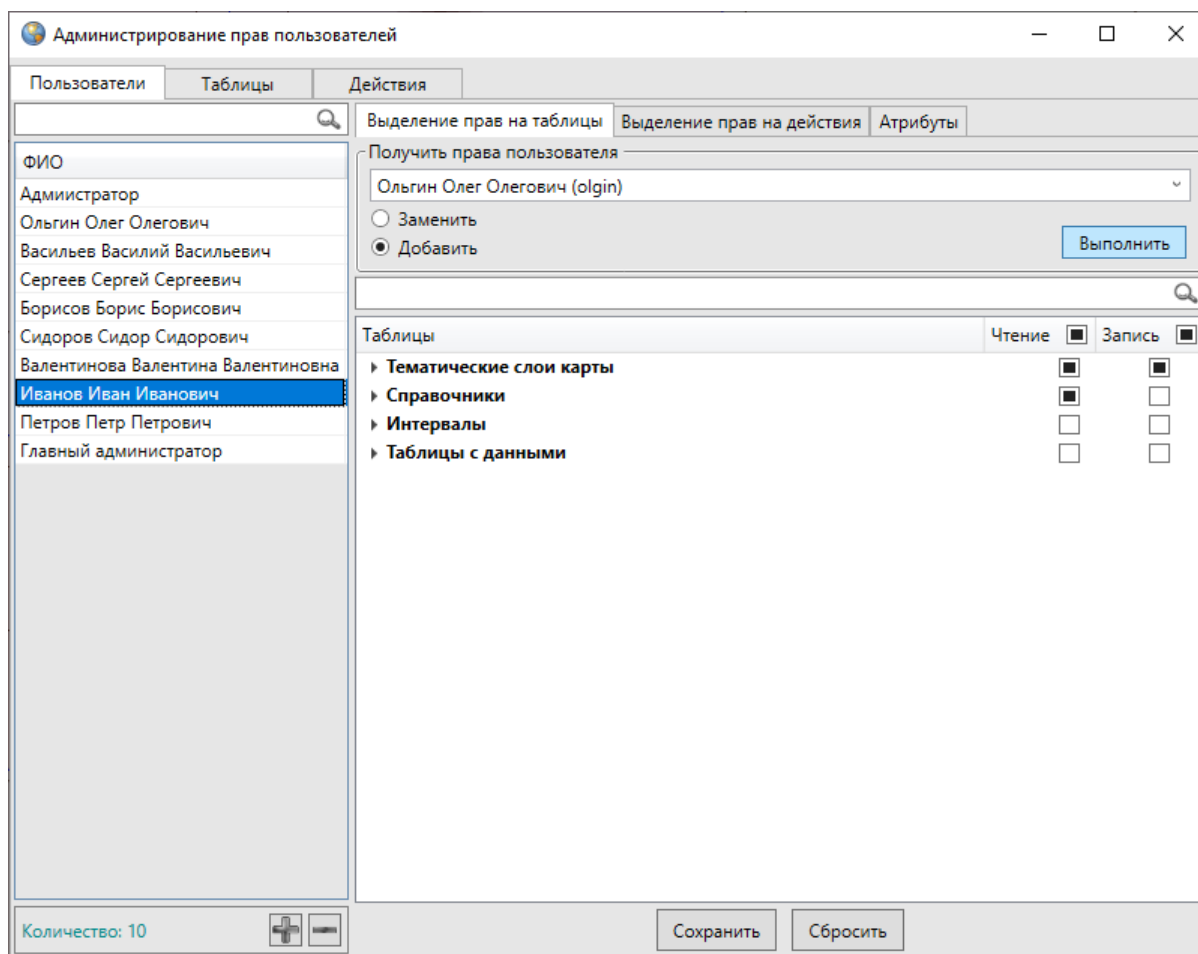 Администрирование прав пользователей
Пользователи Таблицы Действия
ФИО
Адмиистратор
Ольгин Олег Олегович
Васильев Василий Васильевич
Сергеев Сергей Сергеевич
Борисов Борис Борисович
Сидоров Сидор Сидорович
Валентинова Валентина Валентиновна
Иванов Иван Иванович
Петров Петр Петрович
Главный администратор
Количество: 10
Выделение прав на таблицы Выделение прав на действия Атрибуты
Получить права пользователя
Ольгин Олег Олегович (olgin)
Заменить
Добавить
Выполнить
Таблицы Чтение Запись
Тематические слои карты
Справочники
Интервалы
Таблицы с данными
Сохранить Сбросить